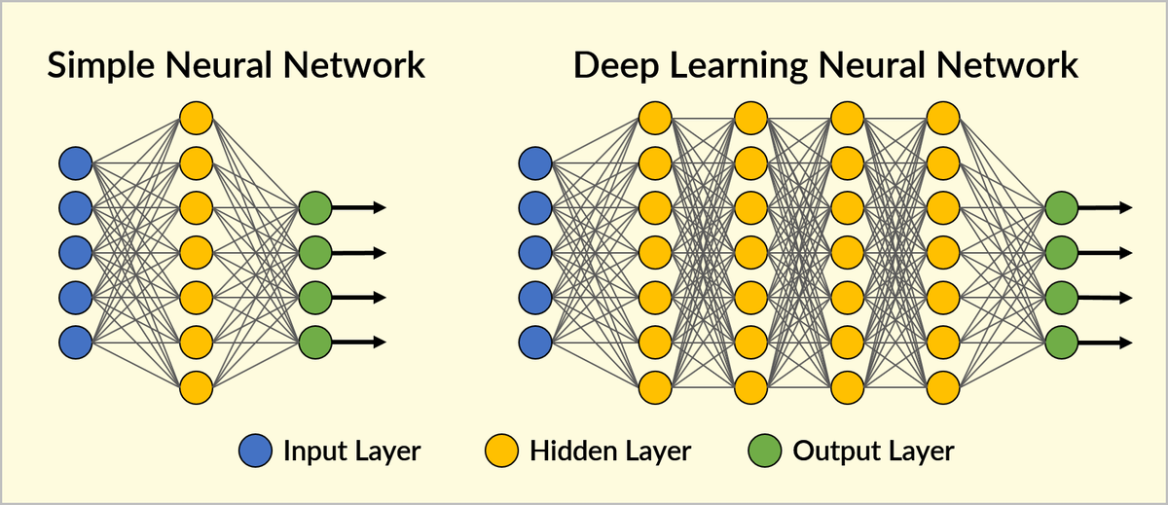 Simple Neural Network
Deep Learning Neural Network
Input Layer
Hidden Layer
Output Layer